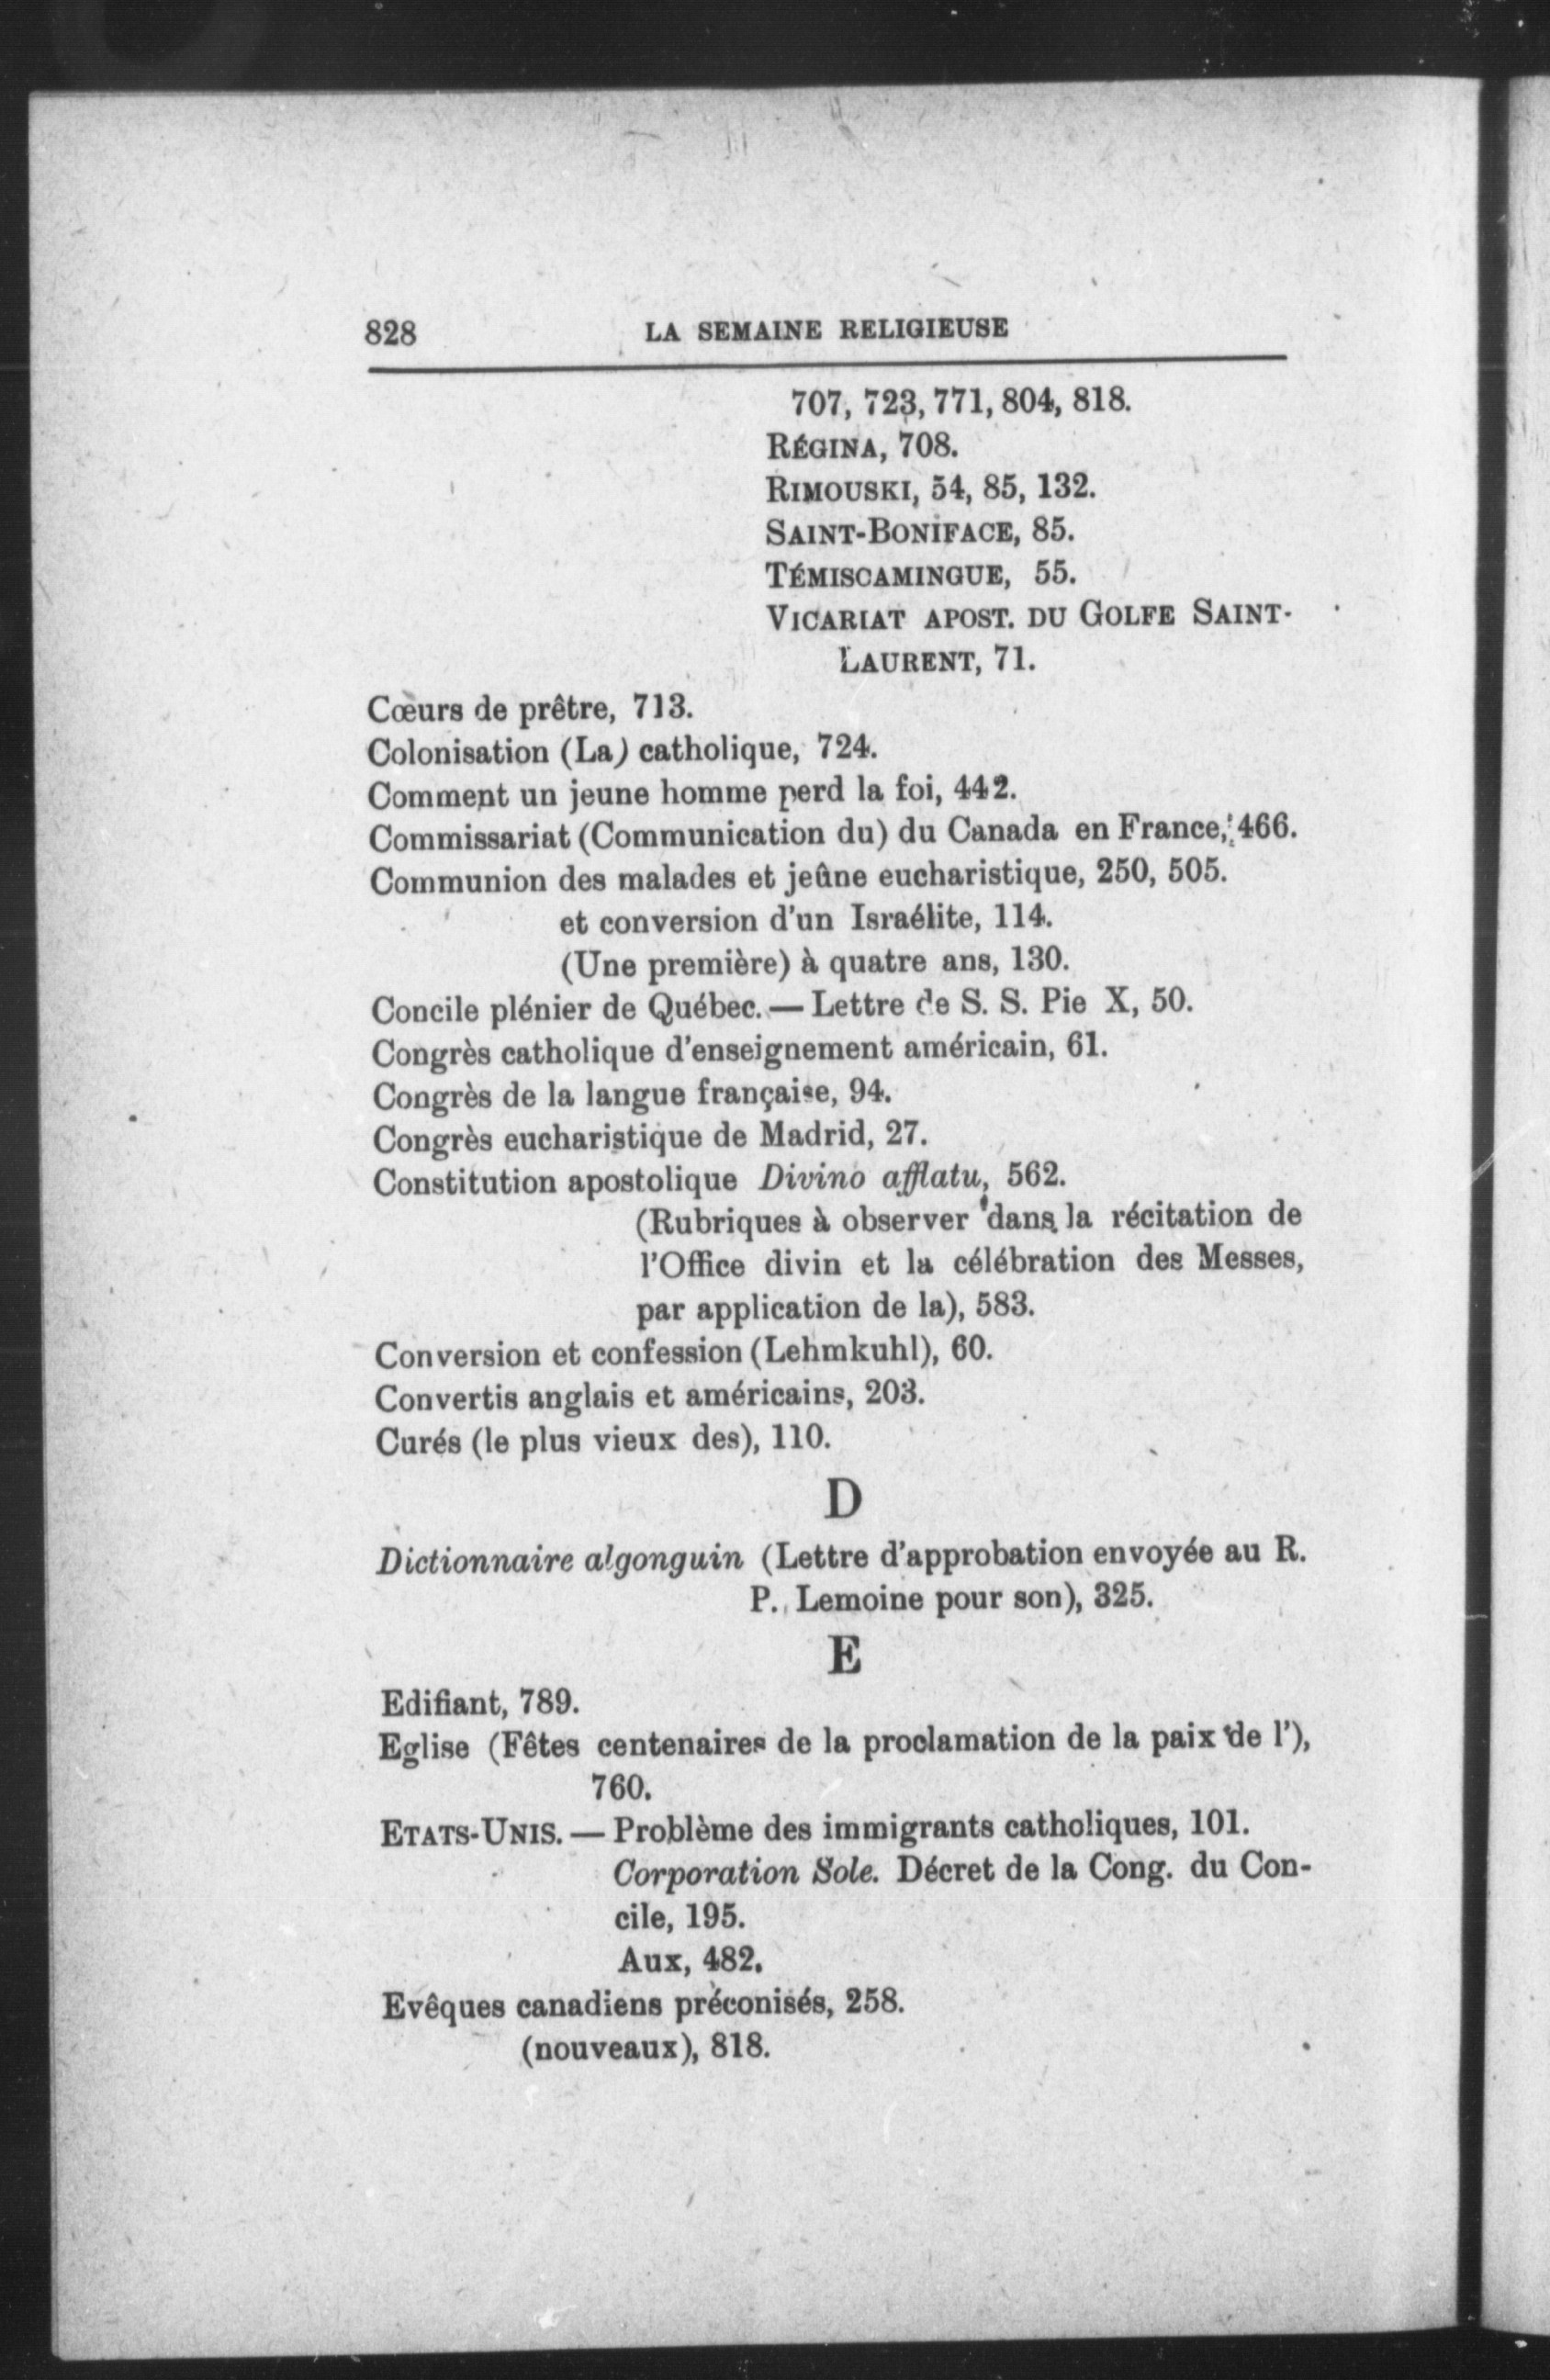 828 LA SEMAINE RELIGIEUSE
707, 723, 771, 804, 818.
RÉGINA, 708.
RIMOUSKI, 54, 85, 132.
SAINT-BONIFACE, 85.
TÉMISCAMINGUE, 55.
VICARIAT APOST. DU GOLFE SAINT-
LAURENT, 71.
Cœurs de prêtre, 713.
Colonisation (La) catholique, 724.
Comment un jeune homme perd la foi, 442.
Commissariat (Communication du) du Canada en France, 466.
Communion des malades et jeûne eucharistique, 250, 505.
et conversion d'un Israélite, 114.
(Une première) à quatre ans, 130.
Concile plénier de Québec. — Lettre de S. S. Pie X, 50.
Congrès catholique d'enseignement américain, 61.
Congrès de la langue française, 94.
Congrès eucharistique de Madrid, 27.
Constitution apostolique Divino afflatu, 562.
(Rubriques à observer dans la récitation de
l'Office divin et la célébration des Messes,
par application de la), 583.
Conversion et confession (Lehmkuhl), 60.
Convertis anglais et américains, 203.
Curés (le plus vieux des), 110.
D
Dictionnaire algonguin (Lettre d'approbation envoyée au R.
P. Lemoine pour son), 325.
E
Edifiant, 789.
Eglise (Fêtes centenaires de la proclamation de la paix de l'),
760.
ETATS-UNIS. — Problème des immigrants catholiques, 101.
Corporation Sole. Décret de la Cong. du Con-
cile, 195.
Aux, 482.
Evêques canadiens préconisés, 258.
(nouveaux), 818.